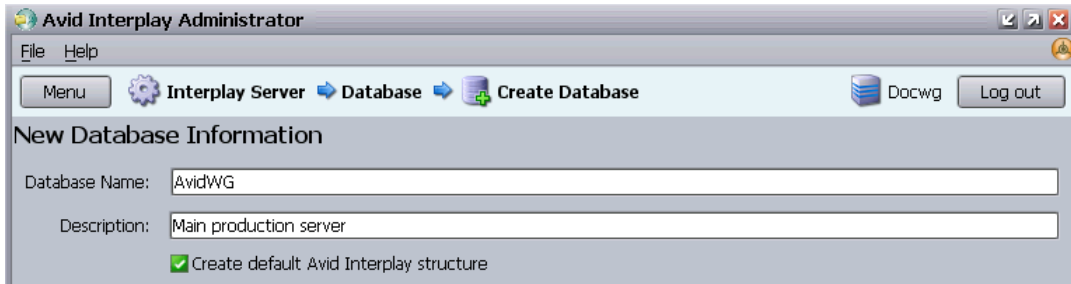 Avid Interplay Administrator
File Help
Menu Interplay Server Database Create Database Docwg Log out
New Database Information
Database Name: AvidWG
Description: Main production server
Create default Avid Interplay structure